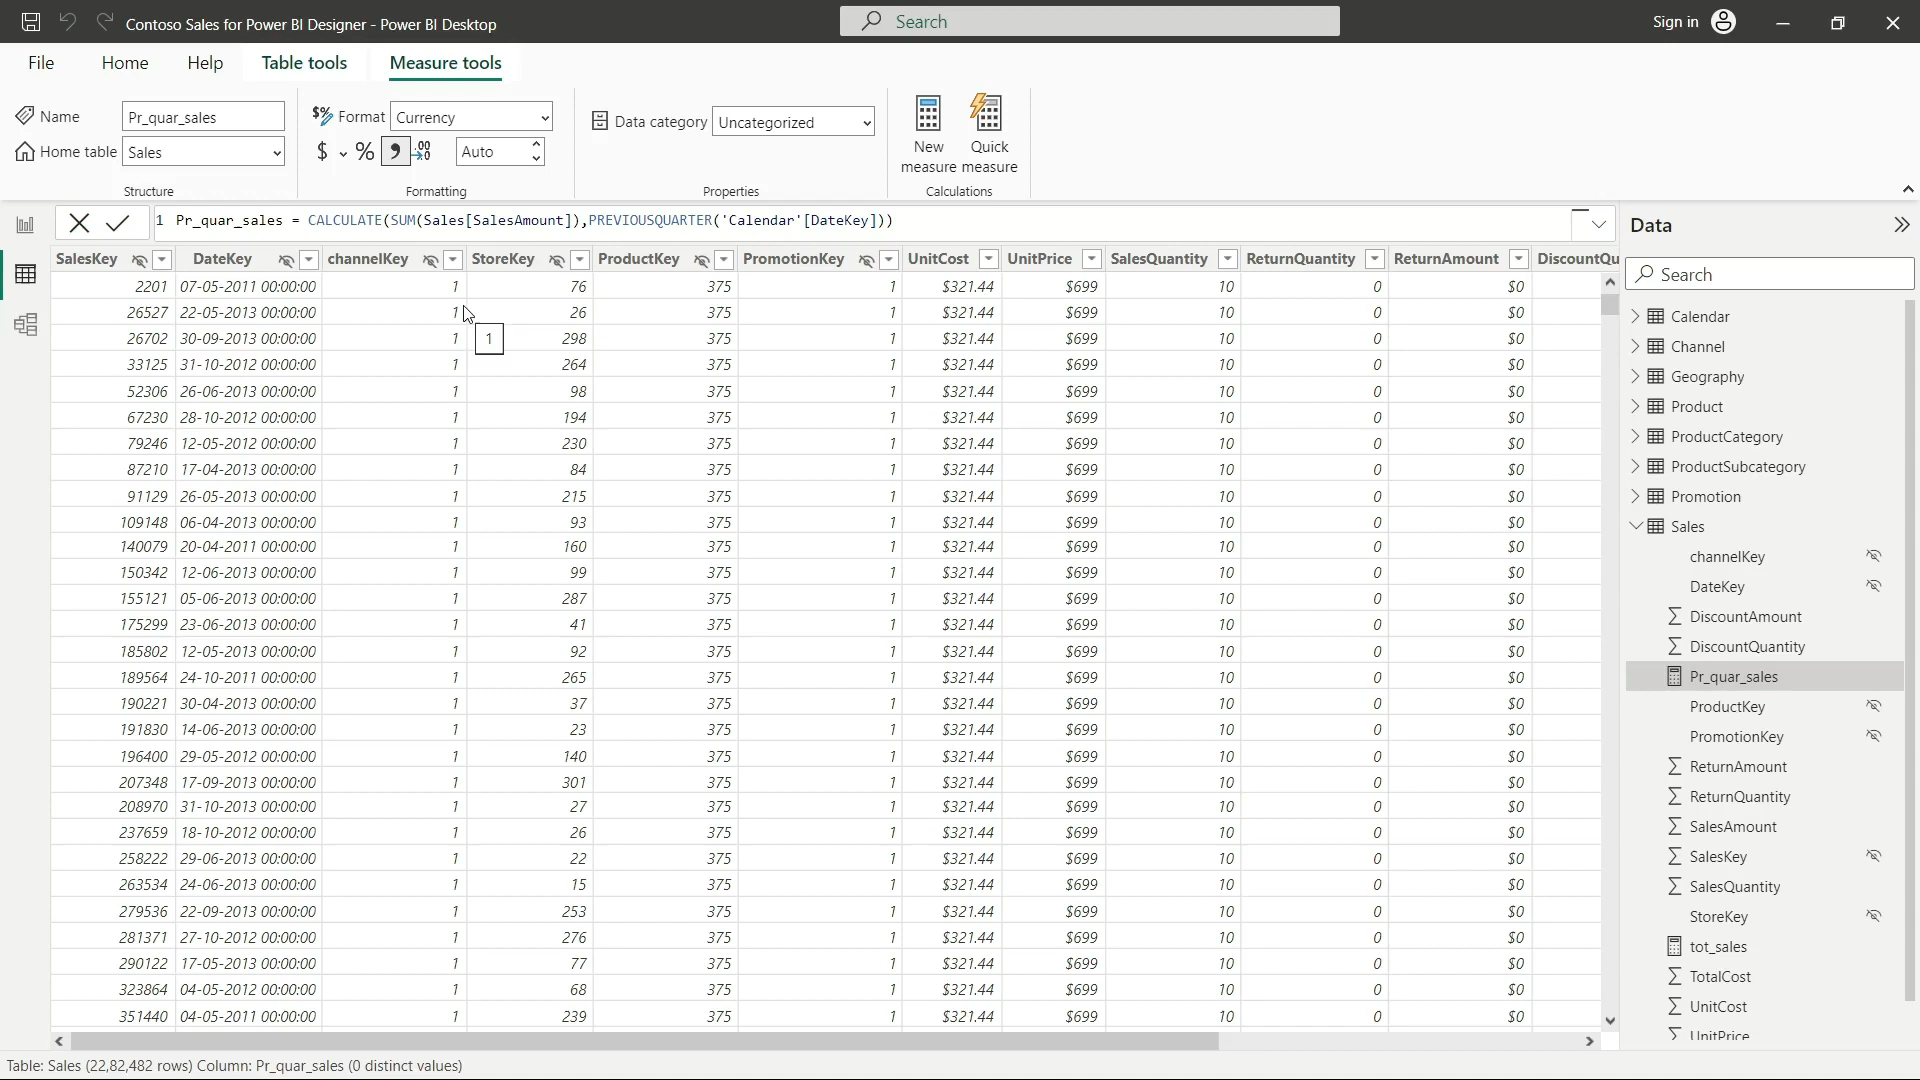 Contoso Sales for Power BI Designer - Power BI Desktop
Search
Sign in
File Home Help Table tools Measure tools
Name Pr_quar_sales
Home table Sales
Structure
Format Currency
$ % , .00 Auto
Formatting
Data category Uncategorized
Properties
New measure
Quick measure
Calculations
1 Pr_quar_sales = CALCULATE(SUM(Sales[SalesAmount]),PREVIOUSQUARTER('Calendar'[DateKey]))
SalesKey DateKey channelKey StoreKey ProductKey PromotionKey UnitCost UnitPrice SalesQuantity ReturnQuantity ReturnAmount DiscountQu
2201 07-05-2011 00:00:00 1 76 375 1 $321.44 $699 10 0 $0
26527 22-05-2013 00:00:00 1 26 375 1 $321.44 $699 10 0 $0
1
26702 30-09-2013 00:00:00 1 298 375 1 $321.44 $699 10 0 $0
33125 31-10-2012 00:00:00 1 264 375 1 $321.44 $699 10 0 $0
52306 26-06-2013 00:00:00 1 98 375 1 $321.44 $699 10 0 $0
67230 28-10-2012 00:00:00 1 194 375 1 $321.44 $699 10 0 $0
79246 12-05-2012 00:00:00 1 230 375 1 $321.44 $699 10 0 $0
87210 17-04-2013 00:00:00 1 84 375 1 $321.44 $699 10 0 $0
91129 26-05-2013 00:00:00 1 215 375 1 $321.44 $699 10 0 $0
109148 06-04-2013 00:00:00 1 93 375 1 $321.44 $699 10 0 $0
140079 20-04-2011 00:00:00 1 160 375 1 $321.44 $699 10 0 $0
150342 12-06-2013 00:00:00 1 99 375 1 $321.44 $699 10 0 $0
155121 05-06-2013 00:00:00 1 287 375 1 $321.44 $699 10 0 $0
175299 23-06-2013 00:00:00 1 41 375 1 $321.44 $699 10 0 $0
185802 12-05-2013 00:00:00 1 92 375 1 $321.44 $699 10 0 $0
189564 24-10-2011 00:00:00 1 265 375 1 $321.44 $699 10 0 $0
190221 30-04-2013 00:00:00 1 37 375 1 $321.44 $699 10 0 $0
191830 14-06-2013 00:00:00 1 23 375 1 $321.44 $699 10 0 $0
196400 29-05-2012 00:00:00 1 140 375 1 $321.44 $699 10 0 $0
207348 17-09-2013 00:00:00 1 301 375 1 $321.44 $699 10 0 $0
208970 31-10-2013 00:00:00 1 27 375 1 $321.44 $699 10 0 $0
237659 18-10-2012 00:00:00 1 26 375 1 $321.44 $699 10 0 $0
258222 29-06-2013 00:00:00 1 22 375 1 $321.44 $699 10 0 $0
263534 24-06-2013 00:00:00 1 15 375 1 $321.44 $699 10 0 $0
279536 22-09-2013 00:00:00 1 253 375 1 $321.44 $699 10 0 $0
281371 27-10-2012 00:00:00 1 276 375 1 $321.44 $699 10 0 $0
290122 17-05-2013 00:00:00 1 77 375 1 $321.44 $699 10 0 $0
323864 04-05-2012 00:00:00 1 68 375 1 $321.44 $699 10 0 $0
351440 04-05-2011 00:00:00 1 239 375 1 $321.44 $699 10 0 $0
Data
Search
Calendar
Channel
Geography
Product
ProductCategory
ProductSubcategory
Promotion
Sales
channelKey
DateKey
DiscountAmount
DiscountQuantity
Pr_quar_sales
ProductKey
PromotionKey
ReturnAmount
ReturnQuantity
SalesAmount
SalesKey
SalesQuantity
StoreKey
tot_sales
TotalCost
UnitCost
UnitPrice
Table: Sales (22,82,482 rows) Column: Pr_quar_sales (0 distinct values)